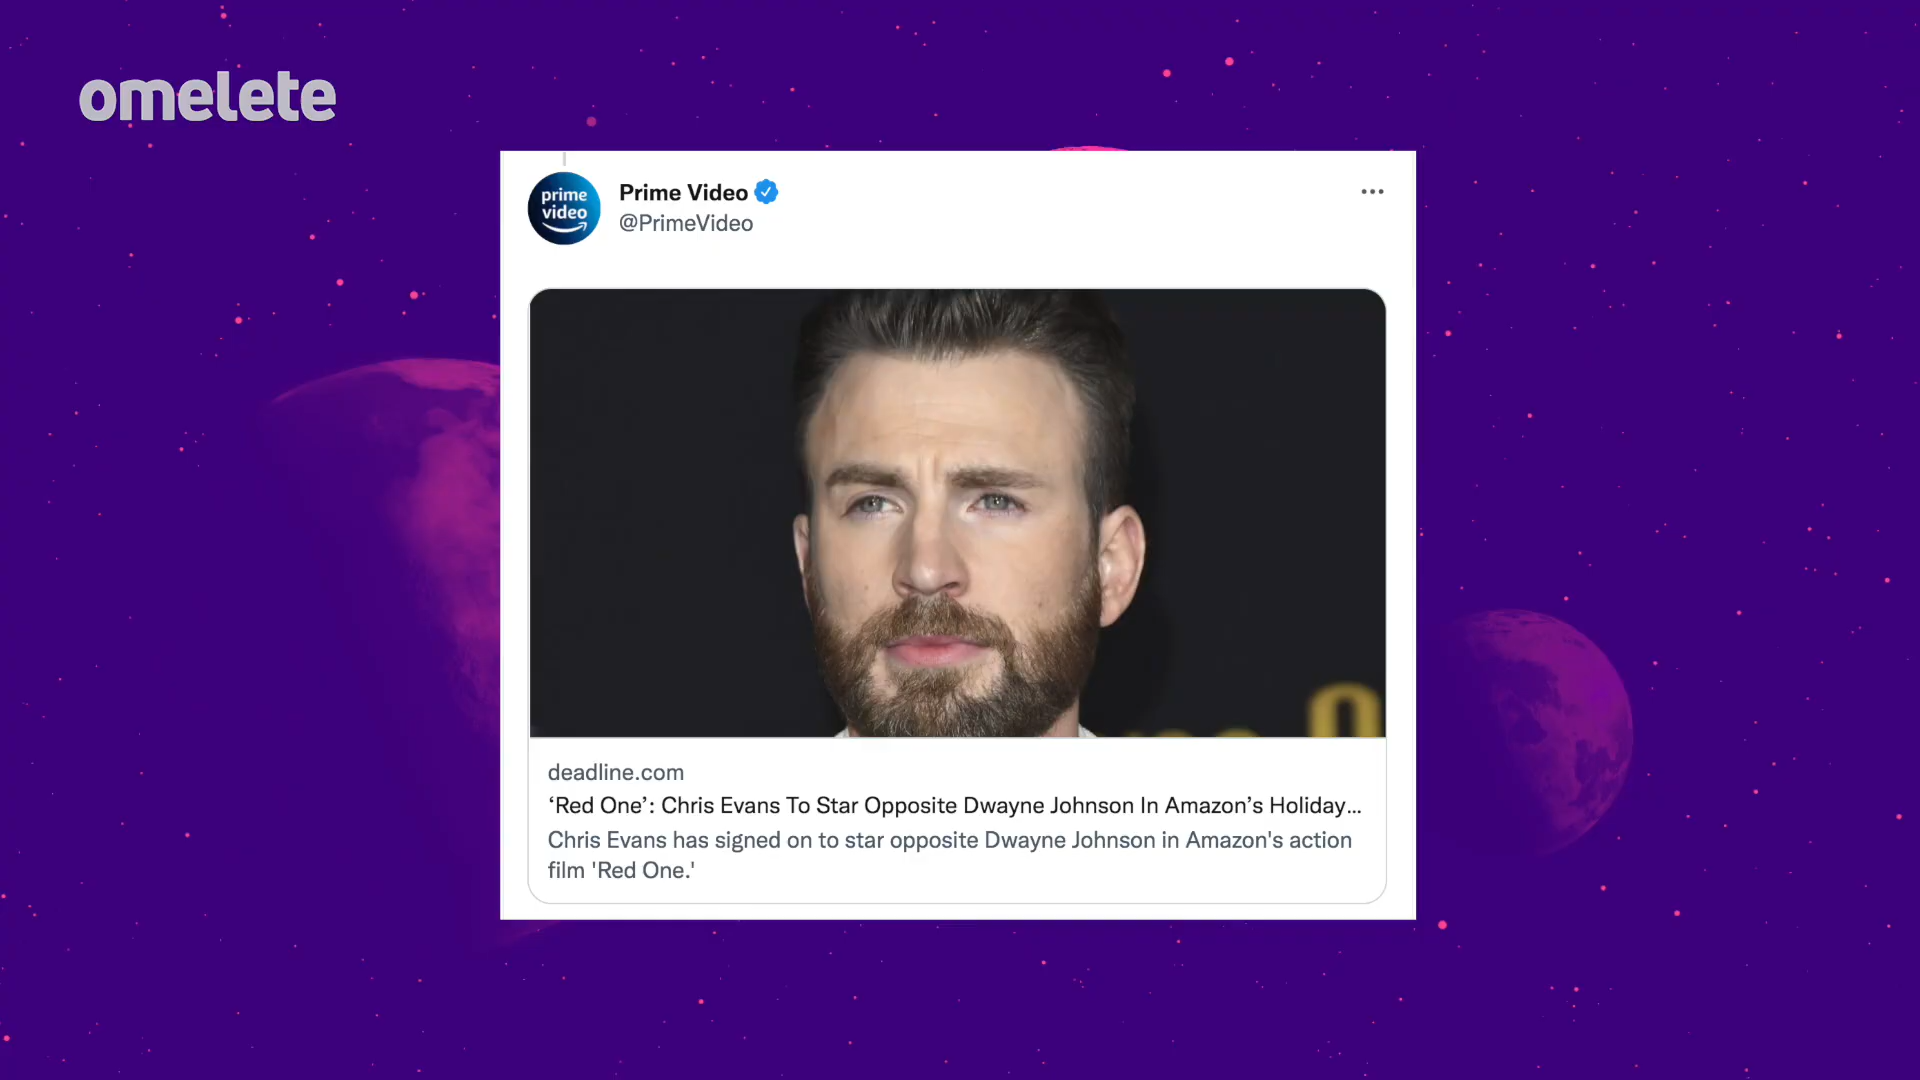 omelete
prime
video
Prime Video
@PrimeVideo
deadline.com
‘Red One’: Chris Evans To Star Opposite Dwayne Johnson In Amazon’s Holiday...
Chris Evans has signed on to star opposite Dwayne Johnson in Amazon's action
film 'Red One.'